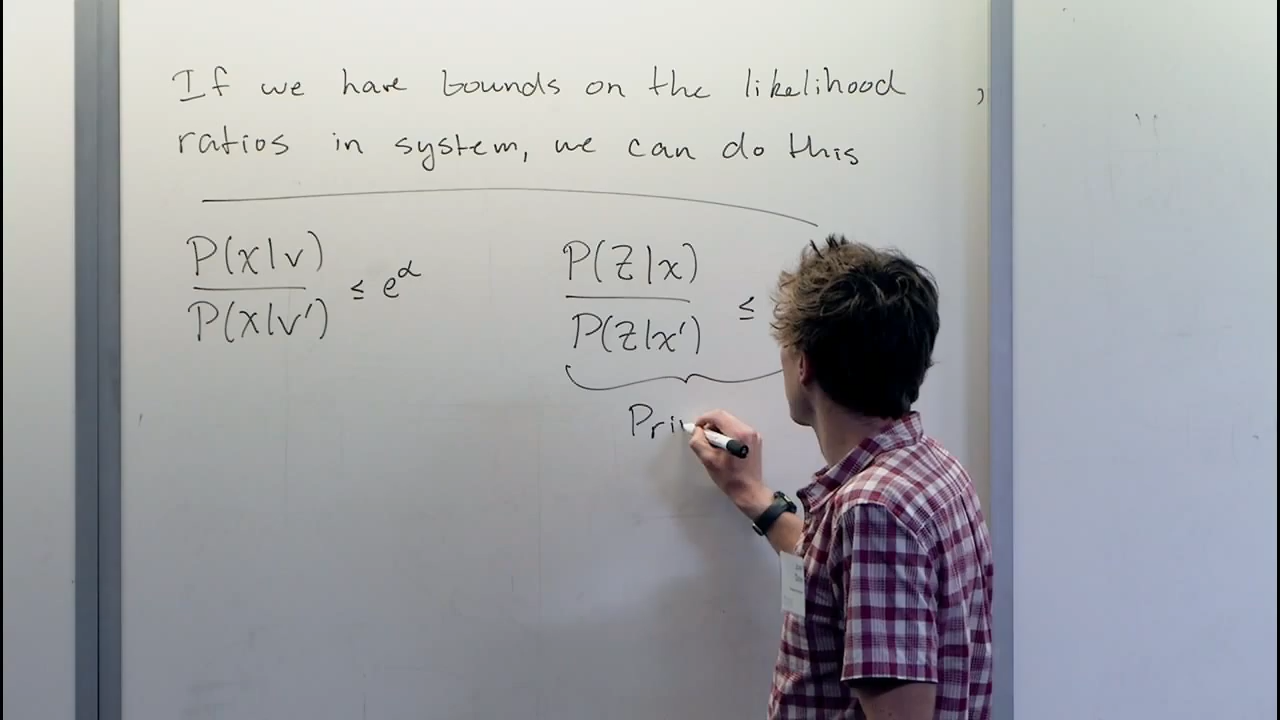 If we have bounds on the likelihood ,
ratios in system, we can do this
P(x|v)
P(x|v')
≤ e^α
P(Z|x)
P(Z|x')
≤
Pri